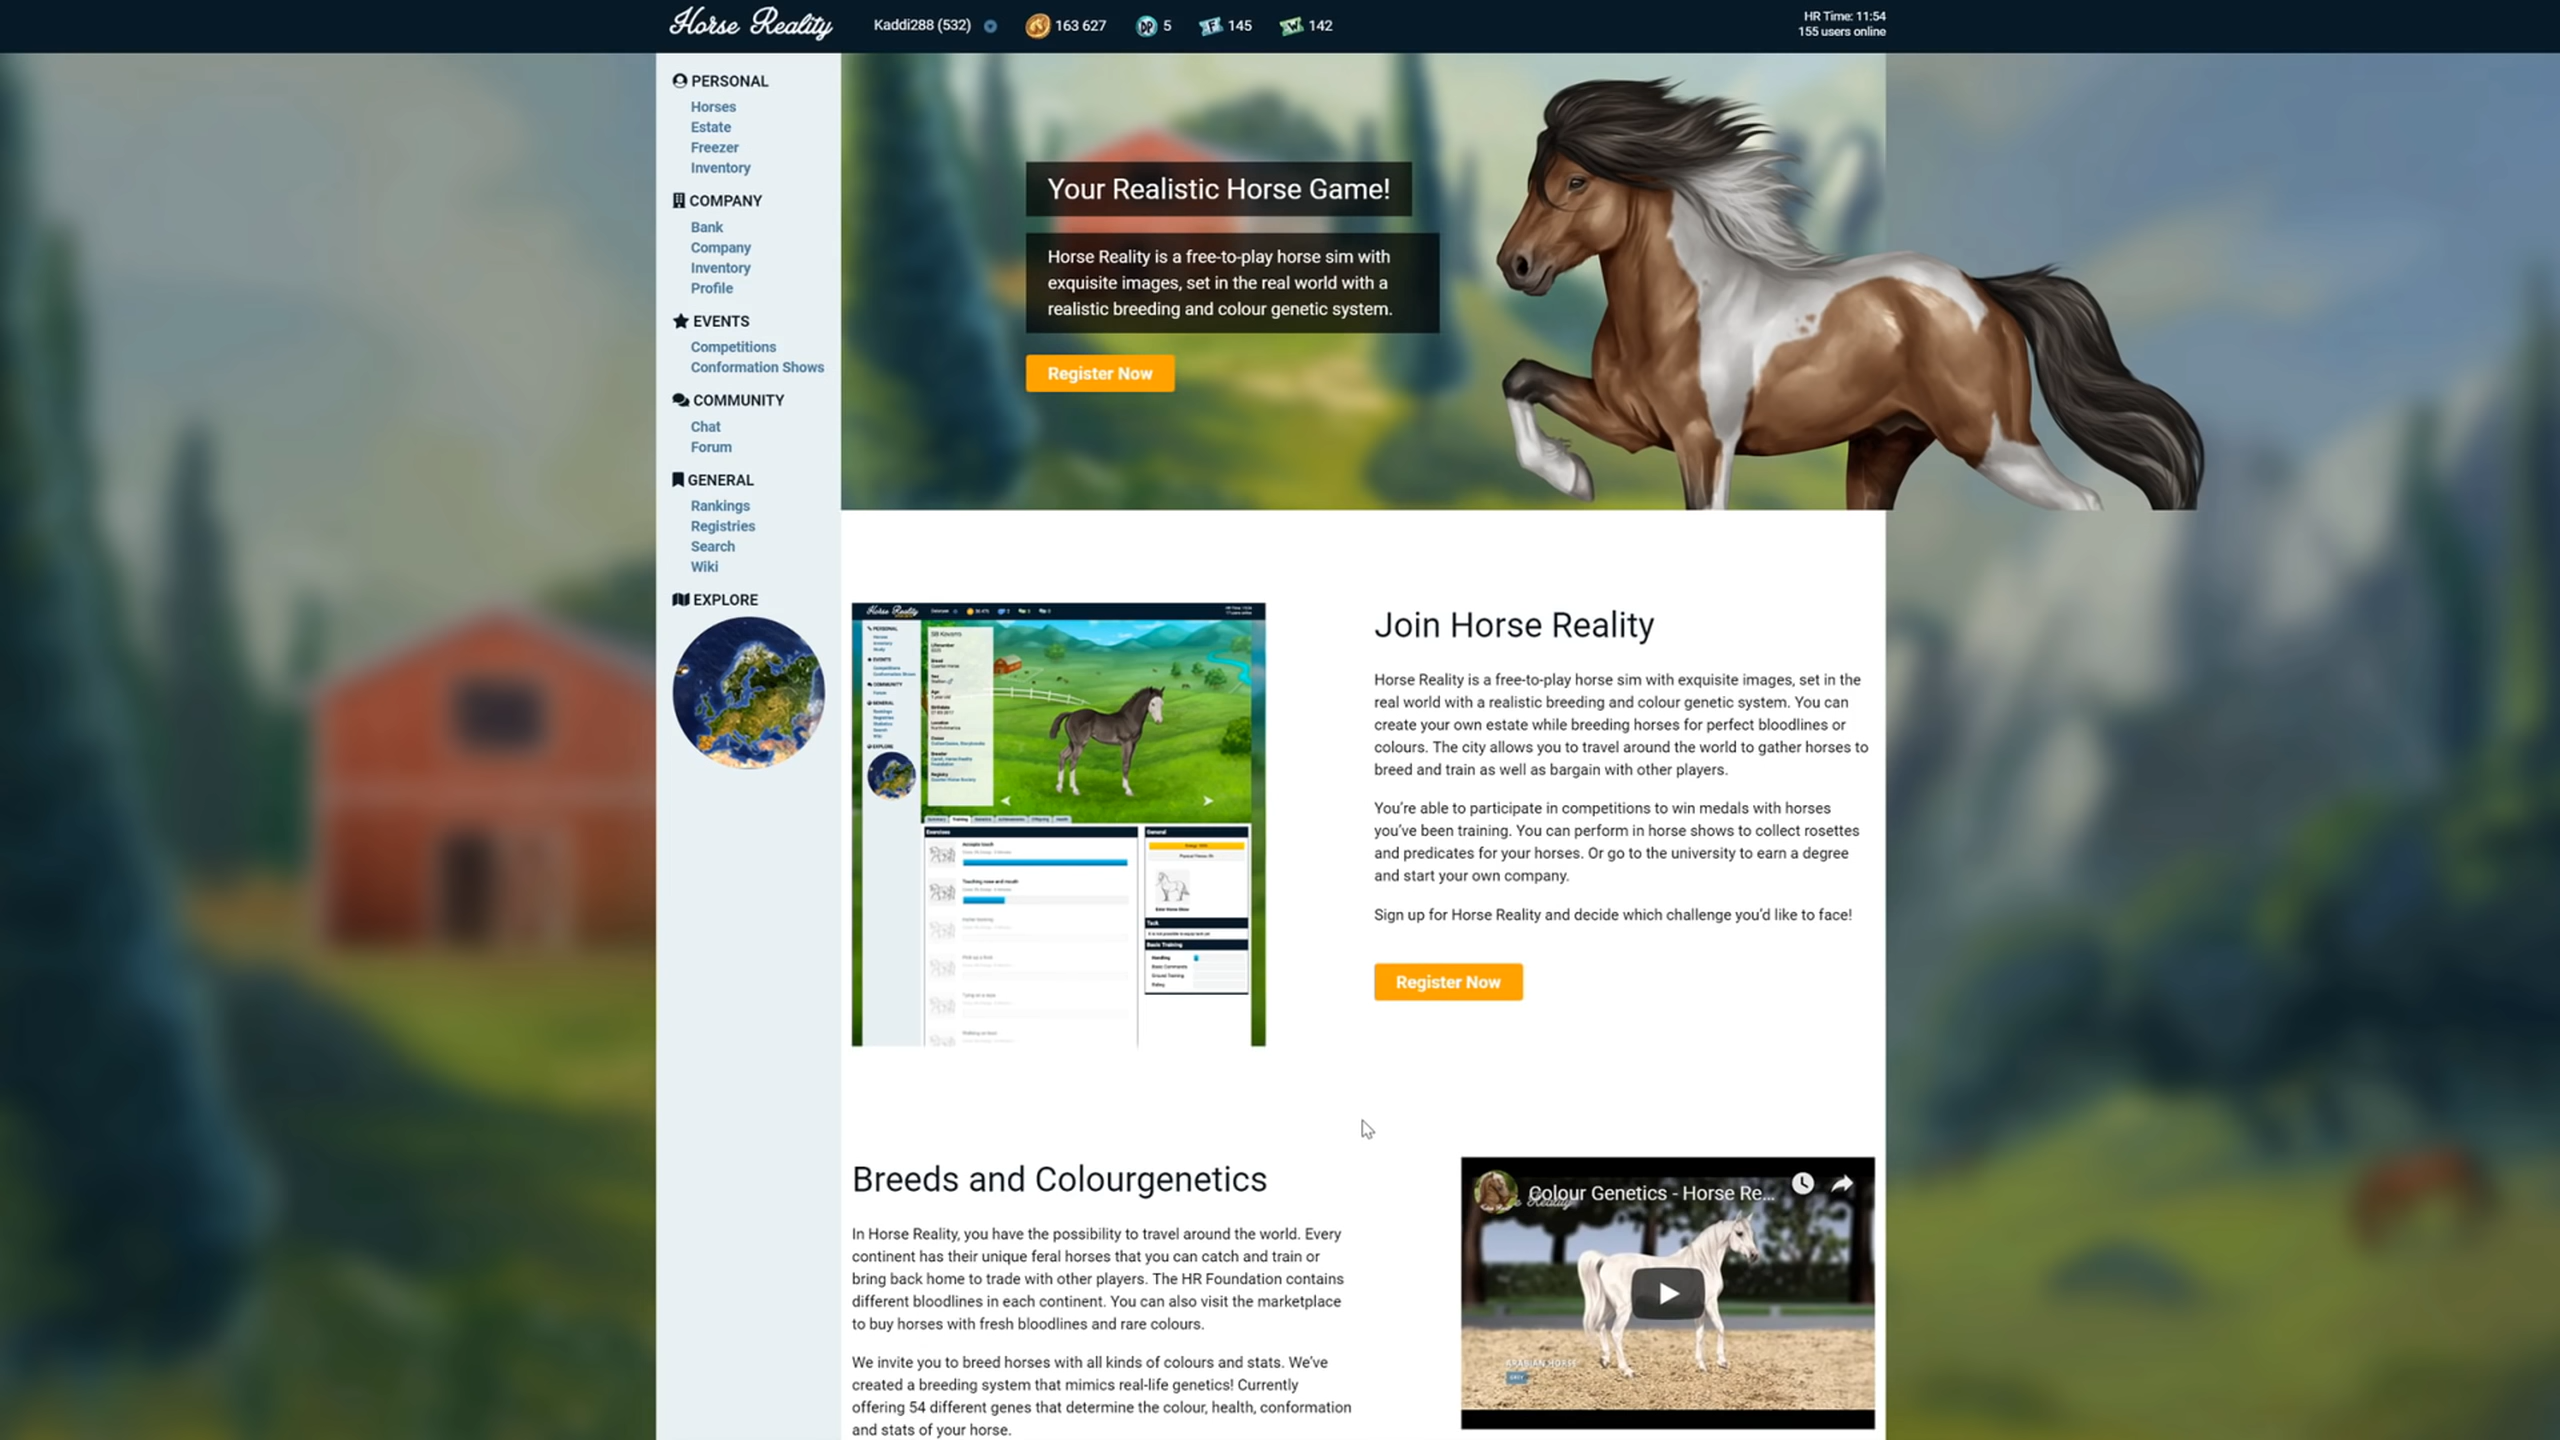 Horse Reality
Kaddi288 (532)
163 627
5
145
142
HR Time: 11:54
155 users online
PERSONAL
Horses
Estate
Freezer
Inventory
COMPANY
Bank
Company
Inventory
Profile
EVENTS
Competitions
Conformation Shows
COMMUNITY
Chat
Forum
GENERAL
Rankings
Registries
Search
Wiki
EXPLORE
Your Realistic Horse Game!
Horse Reality is a free-to-play horse sim with
exquisite images, set in the real world with a
realistic breeding and colour genetic system.
Register Now
Join Horse Reality
Horse Reality is a free-to-play horse sim with exquisite images, set in the
real world with a realistic breeding and colour genetic system. You can
create your own estate while breeding horses for perfect bloodlines or
colours. The city allows you to travel around the world to gather horses to
breed and train as well as bargain with other players.
You're able to participate in competitions to win medals with horses
you've been training. You can perform in horse shows to collect rosettes
and predicates for your horses. Or go to the university to earn a degree
and start your own company.
Sign up for Horse Reality and decide which challenge you'd like to face!
Register Now
Breeds and Colourgenetics
In Horse Reality, you have the possibility to travel around the world. Every
continent has their unique feral horses that you can catch and train or
bring back home to trade with other players. The HR Foundation contains
different bloodlines in each continent. You can also visit the marketplace
to buy horses with fresh bloodlines and rare colours.
We invite you to breed horses with all kinds of colours and stats. We've
created a breeding system that mimics real-life genetics! Currently
offering 54 different genes that determine the colour, health, conformation
and stats of your horse.
Colour Genetics - Horse Re...
ARABIAN HORSE
GREY